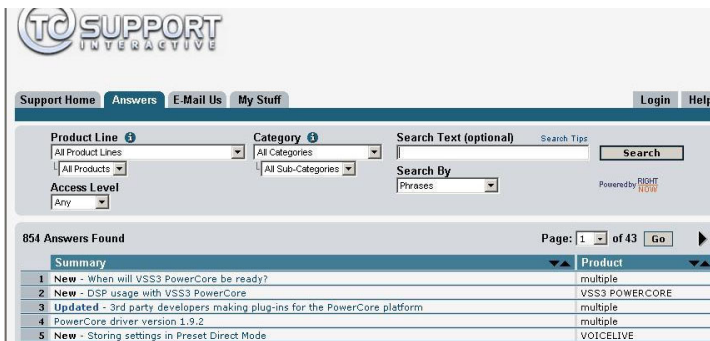 TC SUPPORT
INTERACTIVE
Support Home Answers E-Mail Us My Stuff Login Help
Product Line Category Search Text (optional) Search Tips
All Product Lines All Categories Search
All Products All Sub-Categories Search By
Access Level Phrases Powered by RIGHT NOW
Any
854 Answers Found Page: 1 of 43 Go
Summary Product
1 New - When will VSS3 PowerCore be ready? multiple
2 New - DSP usage with VSS3 PowerCore VSS3 POWERCORE
3 Updated - 3rd party developers making plug-ins for the PowerCore platform multiple
4 PowerCore driver version 1.9.2 multiple
5 New - Storing settings in Preset Direct Mode VOICELIVE